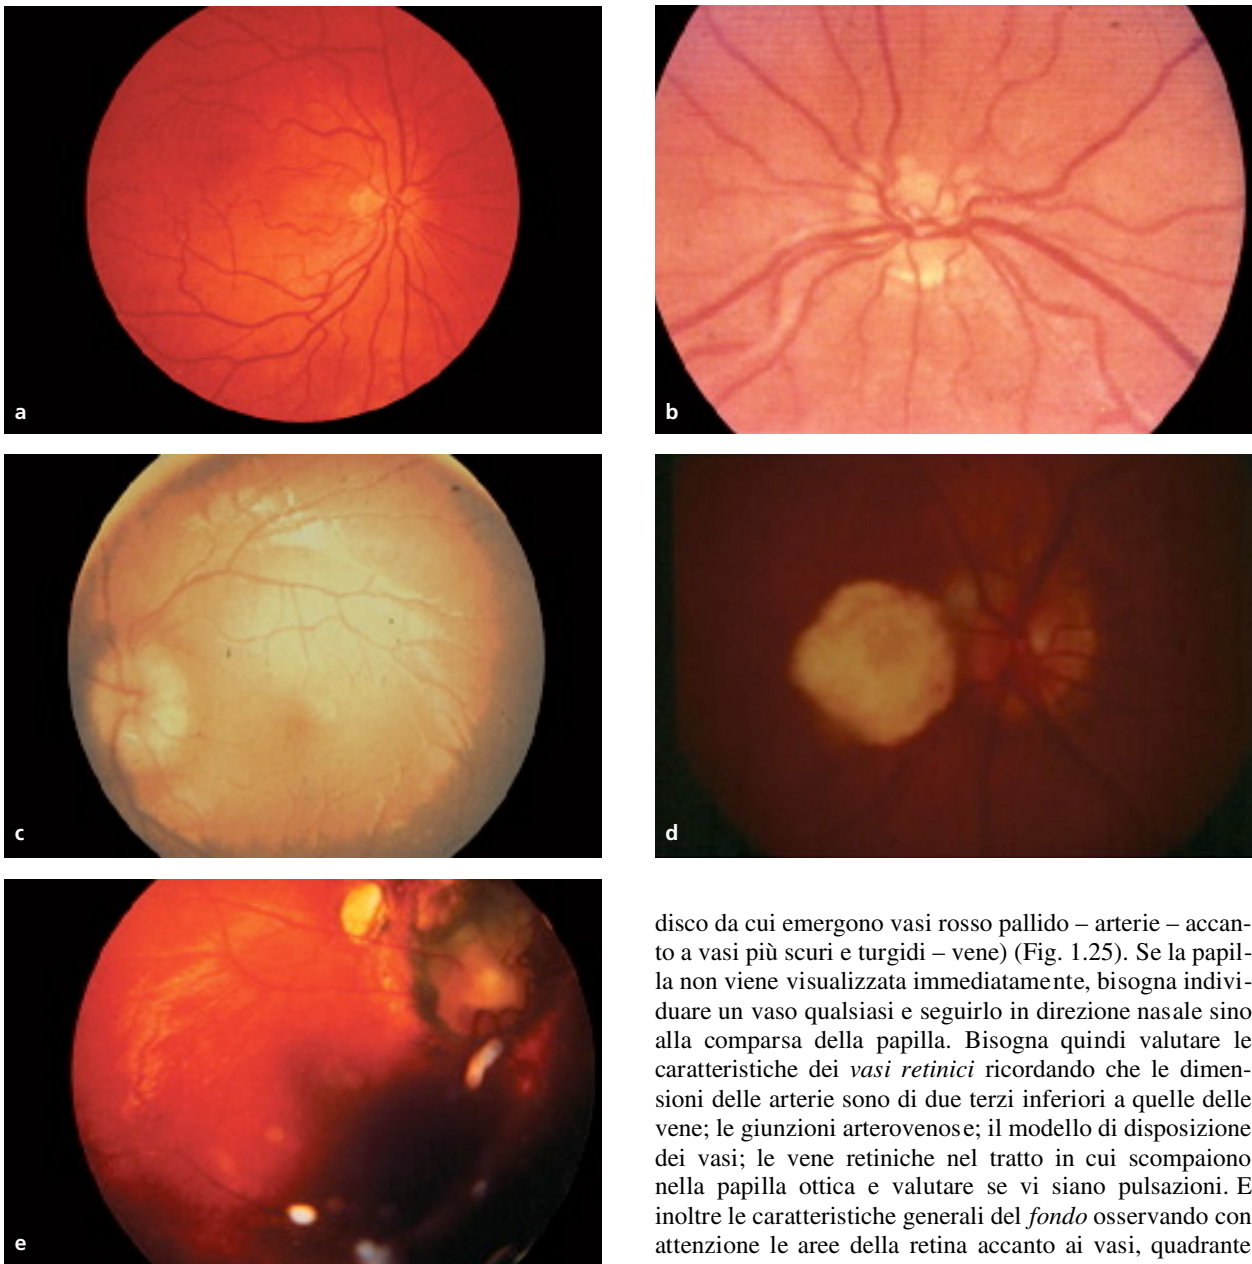 a
b
c
d
e
disco da cui emergono vasi rosso pallido – arterie – accan-
to a vasi più scuri e turgidi – vene) (Fig. 1.25). Se la papil-
la non viene visualizzata immediatamente, bisogna indivi-
duare un vaso qualsiasi e seguirlo in direzione nasale sino
alla comparsa della papilla. Bisogna quindi valutare le
caratteristiche dei vasi retinici ricordando che le dimen-
sioni delle arterie sono di due terzi inferiori a quelle delle
vene; le giunzioni arterovenose; il modello di disposizione
dei vasi; le vene retiniche nel tratto in cui scompaiono
nella papilla ottica e valutare se vi siano pulsazioni. E
inoltre le caratteristiche generali del fondo osservando con
attenzione le aree della retina accanto ai vasi, quadrante